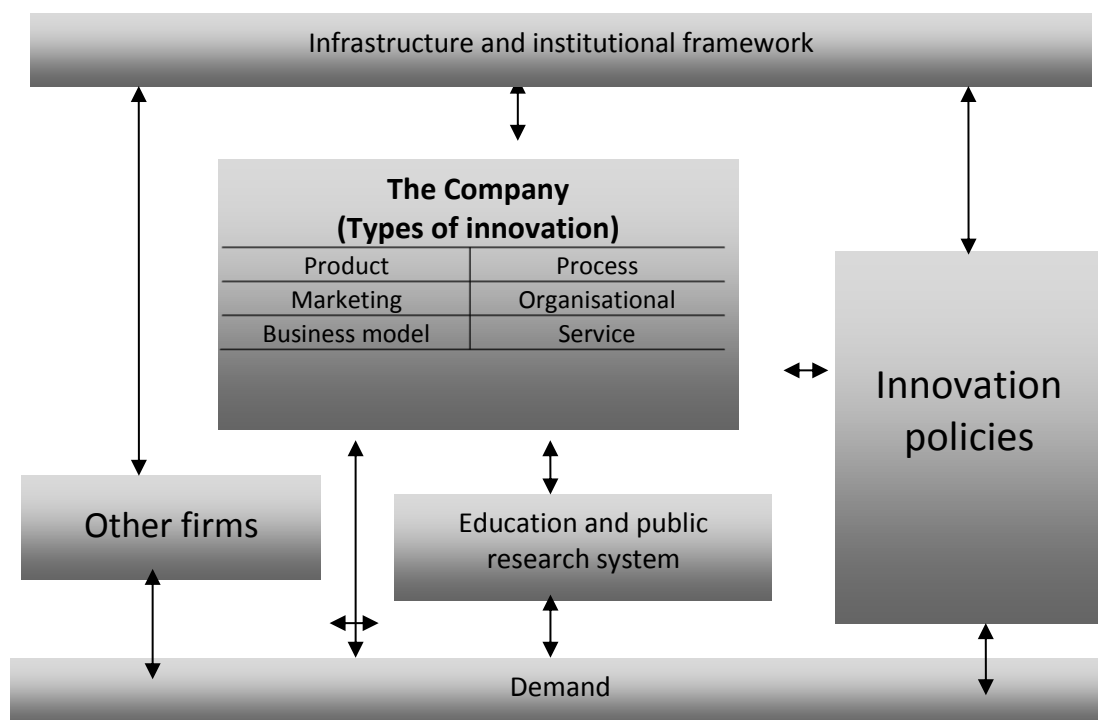 Infrastructure and institutional framework
The Company
(Types of innovation)
Product Process
Marketing Organisational
Business model Service
Innovation
policies
Other firms
Education and public
research system
Demand